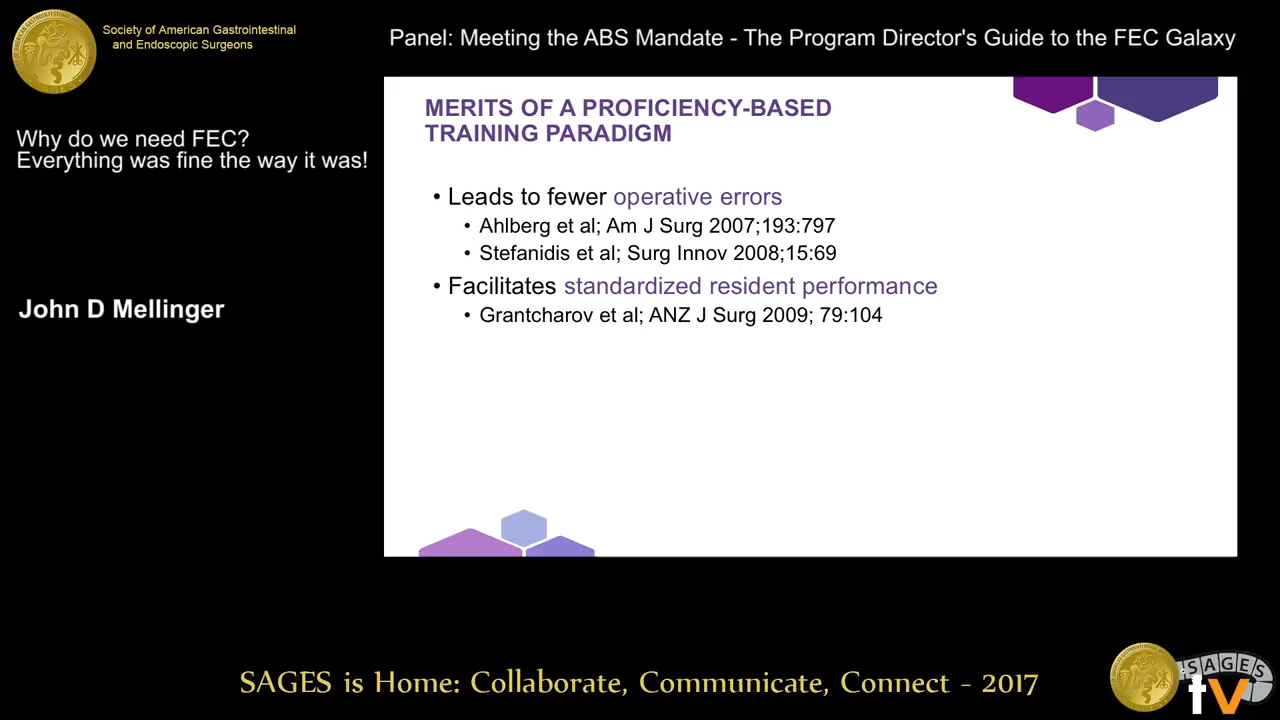 Society of American Gastrointestinal
and Endoscopic Surgeons
Panel: Meeting the ABS Mandate - The Program Director's Guide to the FEC Galaxy
Why do we need FEC?
Everything was fine the way it was!
John D Mellinger
MERITS OF A PROFICIENCY-BASED
TRAINING PARADIGM
• Leads to fewer operative errors
• Ahlberg et al; Am J Surg 2007;193:797
• Stefanidis et al; Surg Innov 2008;15:69
• Facilitates standardized resident performance
• Grantcharov et al; ANZ J Surg 2009; 79:104
SAGES is Home: Collaborate, Communicate, Connect - 2017
SAGES
tv